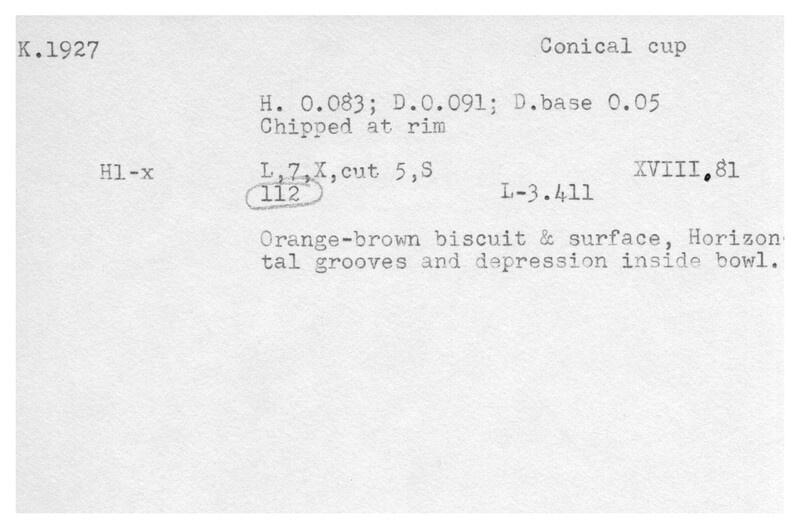 K.1927 Conical cup
H. 0.083; D.0.091; D.base 0.05
Chipped at rim
Hl-x L,7,X,cut 5,S XVIII.81
112 L-3.411
Orange-brown biscuit & surface, Horizon-
tal grooves and depression inside bowl.